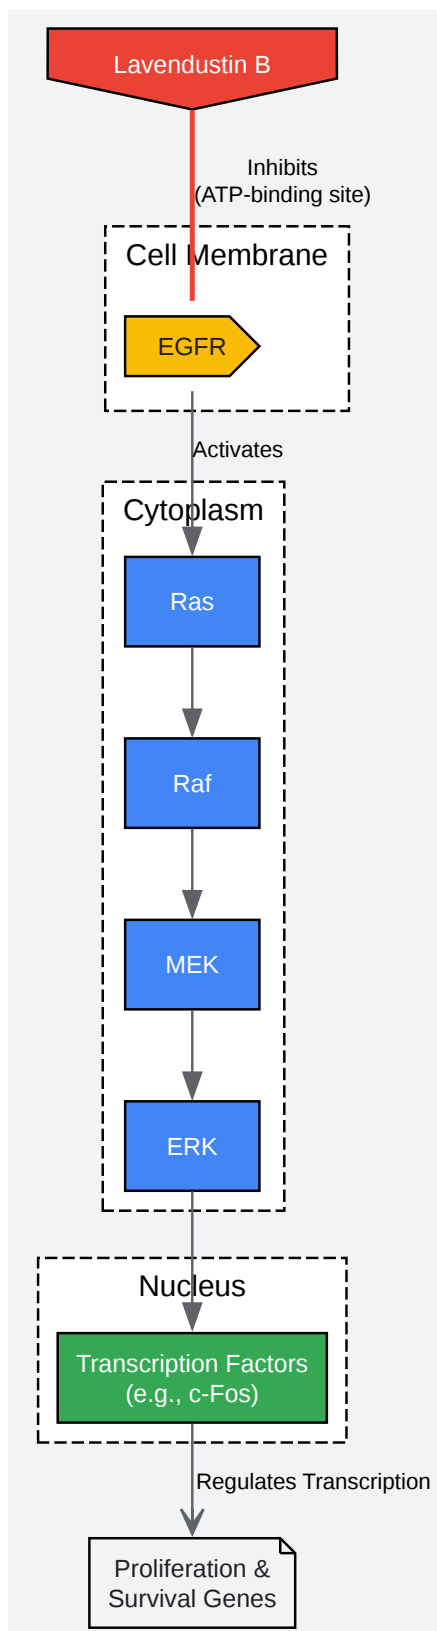 Lavendustin B
Inhibits
(ATP-binding site)
Cell Membrane
EGFR
Activates
Cytoplasm
Ras
Raf
MEK
ERK
Nucleus
Transcription Factors
(e.g., c-Fos)
Regulates Transcription
Proliferation &
Survival Genes